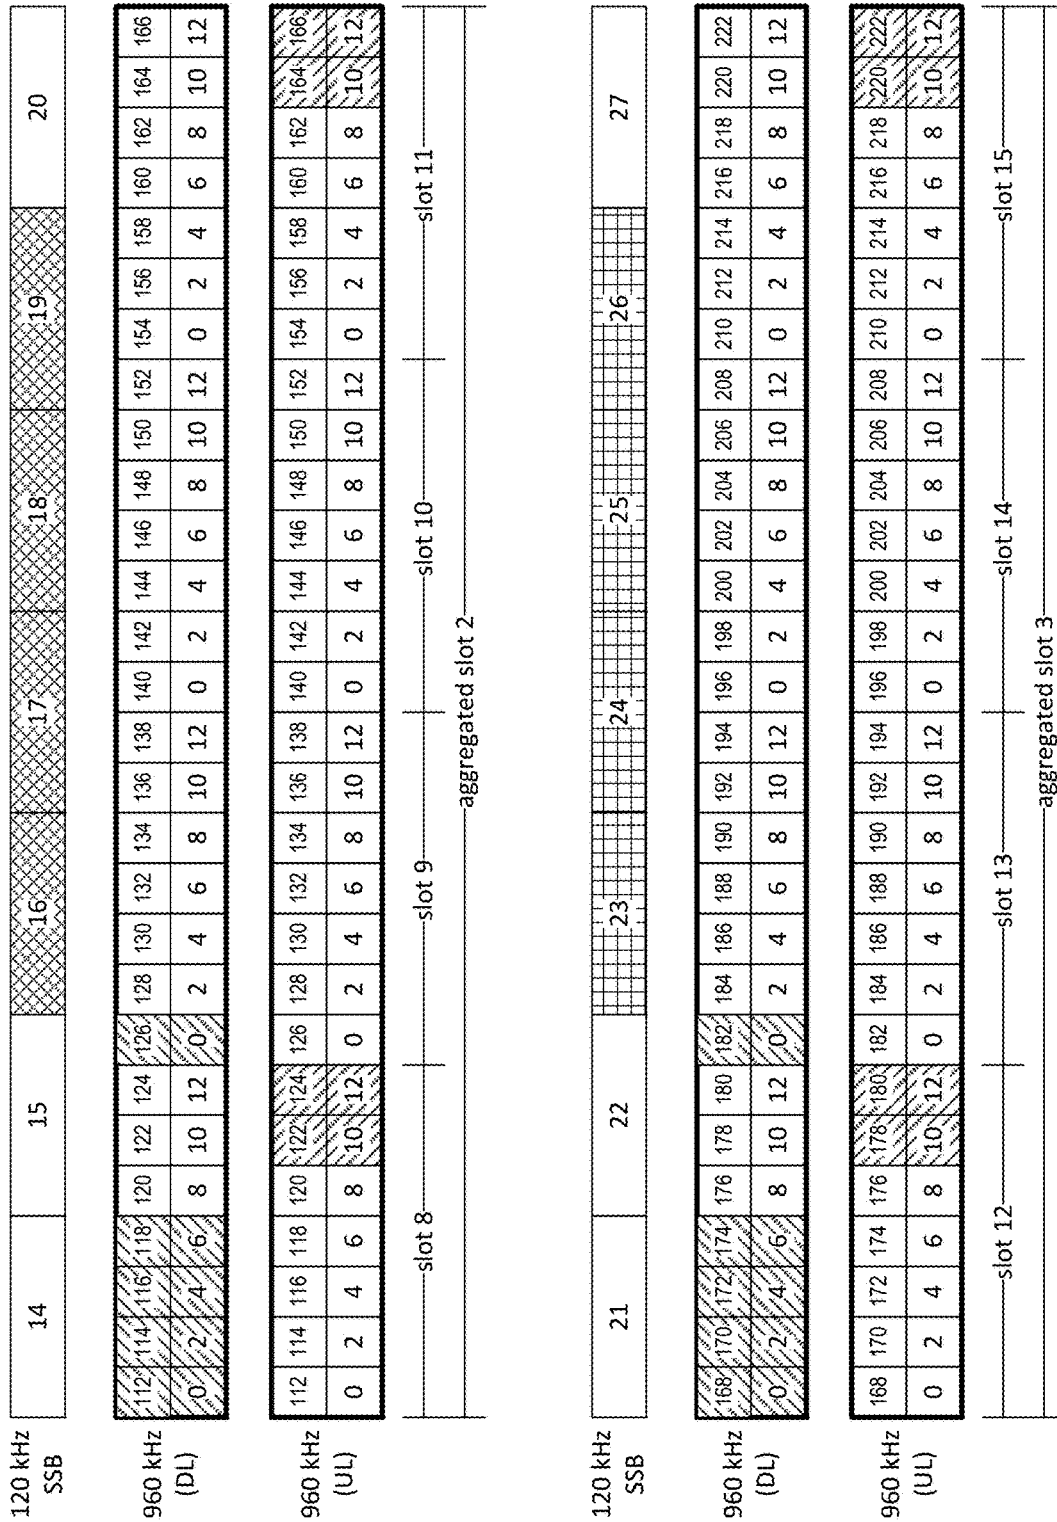 120 kHz SSB
14 15 16 17 18 19 20
960 kHz (DL)
112 114 116 118 120 122 124 126 128 130 132 134 136 138 140 142 144 146 148 150 152 154 156 158 160 162 164 166
0 2 4 6 8 10 12 0 2 4 6 8 10 12 0 2 4 6 8 10 12 0 2 4 6 8 10 12
960 kHz (UL)
112 114 116 118 120 122 124 126 128 130 132 134 136 138 140 142 144 146 148 150 152 154 156 158 160 162 164 166
0 2 4 6 8 10 12 0 2 4 6 8 10 12 0 2 4 6 8 10 12 0 2 4 6 8 10 12
slot 8 slot 9 slot 10 slot 11
aggregated slot 2
120 kHz SSB
21 22 23 24 25 26 27
960 kHz (DL)
168 170 172 174 176 178 180 182 184 186 188 190 192 194 196 198 200 202 204 206 208 210 212 214 216 218 220 222
0 2 4 6 8 10 12 0 2 4 6 8 10 12 0 2 4 6 8 10 12 0 2 4 6 8 10 12
960 kHz (UL)
168 170 172 174 176 178 180 182 184 186 188 190 192 194 196 198 200 202 204 206 208 210 212 214 216 218 220 222
0 2 4 6 8 10 12 0 2 4 6 8 10 12 0 2 4 6 8 10 12 0 2 4 6 8 10 12
slot 12 slot 13 slot 14 slot 15
aggregated slot 3